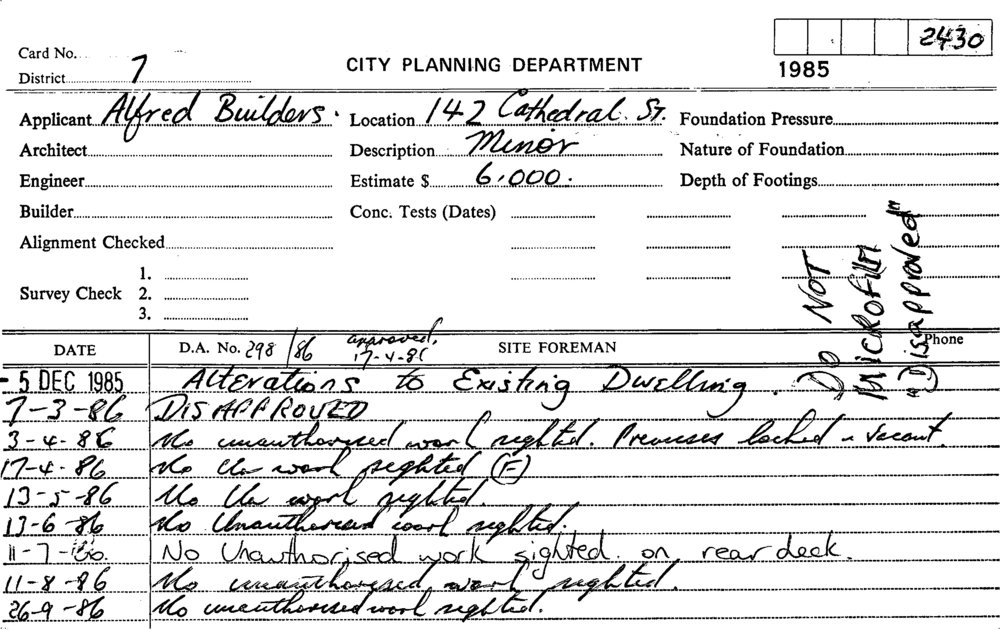 2430
Card No.
District 7
CITY PLANNING DEPARTMENT
1985
Applicant Alfred Builders. Location 142 Cathedral St. Foundation Pressure
Architect Description Minor Nature of Foundation
Engineer Estimate $ 6,000. Depth of Footings
Builder Conc. Tests (Dates)
Alignment Checked
Survey Check 1.
2.
3.
DO NOT
MICROFILM
"Disapproved"
DATE D.A. No. 298/86 approved. 17-4-86 SITE FOREMAN Phone
- 5 DEC 1985 Alterations to Existing Dwelling.
7-3-86 DISAPPROVED
3-4-86 No unauthorised work sighted. Premises locked & vacant.
17-4-86 No Un work sighted (F)
13-5-86 No Un work sighted.
13-6-86 No Unauthorised work sighted.
11-7-86. No Unauthorised work sighted. on rear deck.
11-8-86 No unauthorised work sighted.
26-9-86 No unauthorised work sighted.